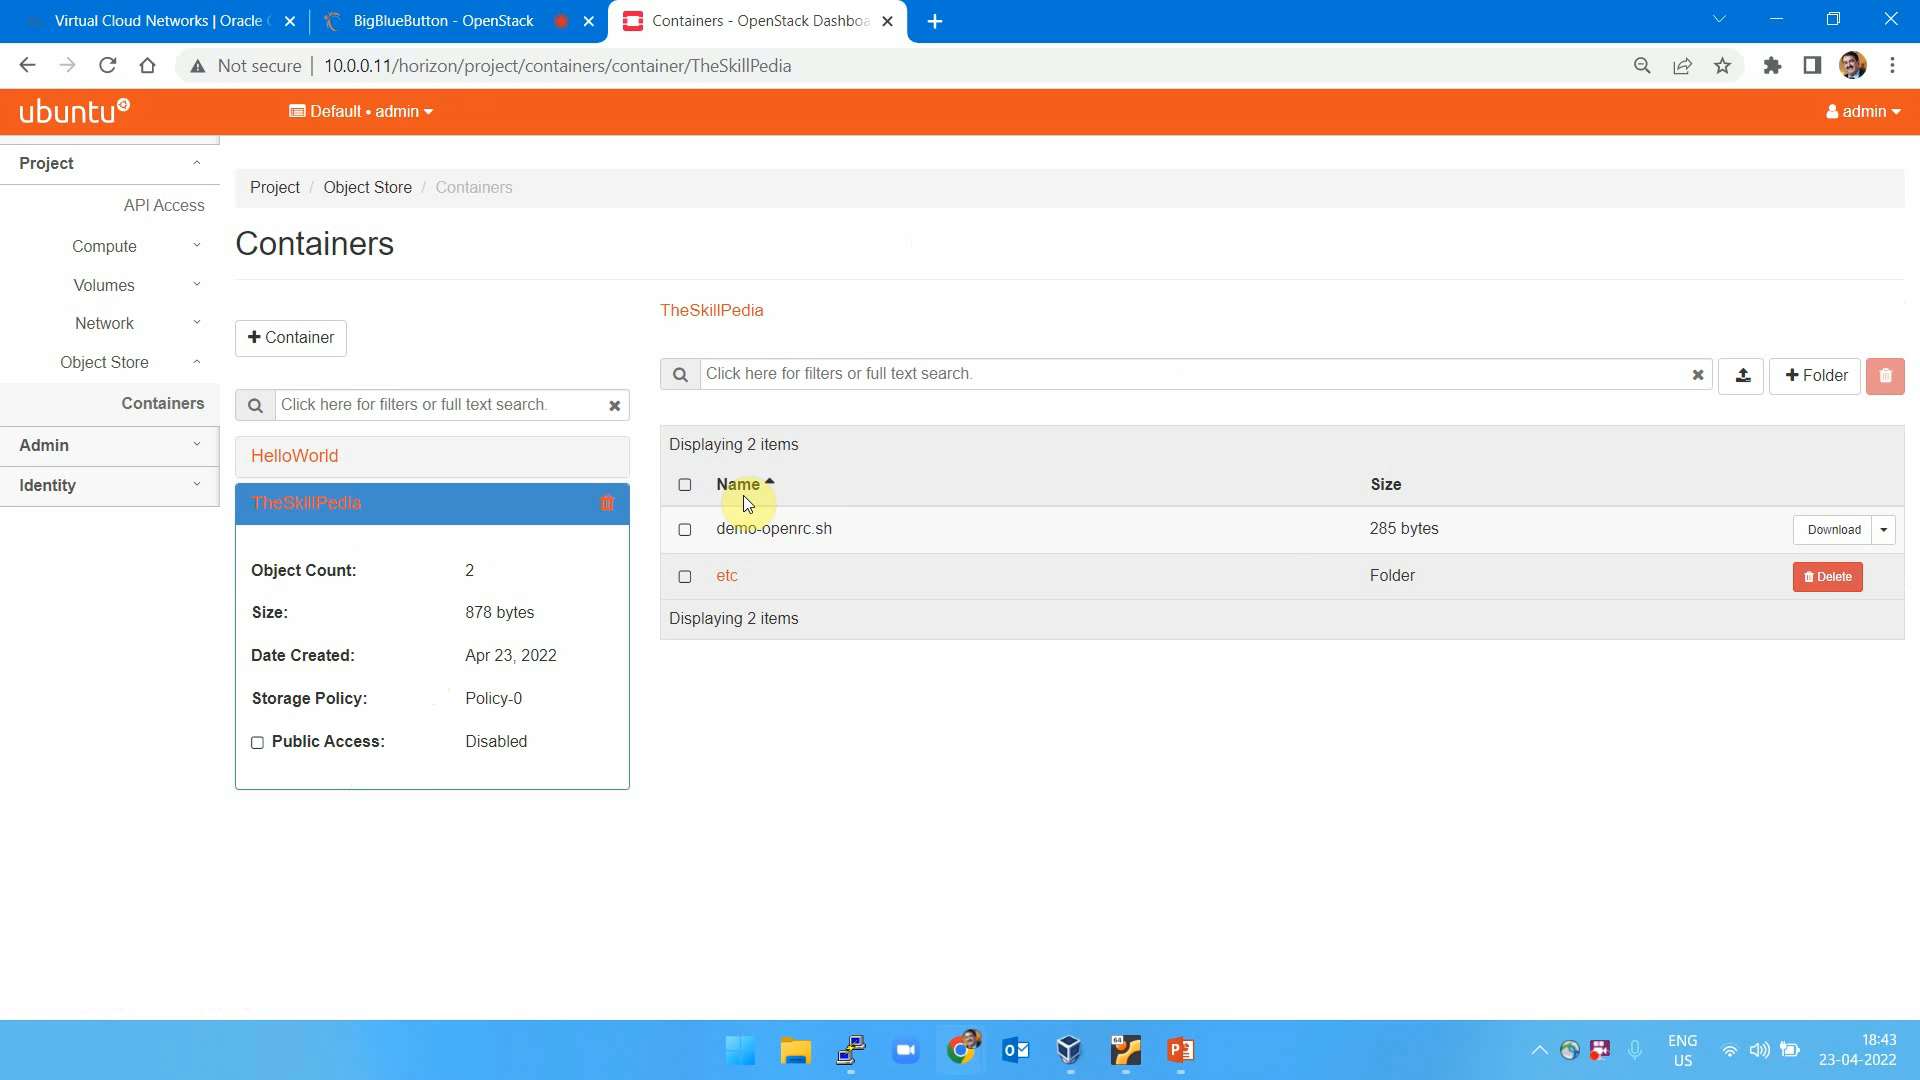 Virtual Cloud Networks | Oracle
BigBlueButton - OpenStack
Containers - OpenStack Dashboa
Not secure
10.0.0.11/horizon/project/containers/container/TheSkillPedia
ubuntu
Default • admin
admin
Project
API Access
Compute
Volumes
Network
Object Store
Containers
Admin
Identity
Project / Object Store / Containers
Containers
Container
Click here for filters or full text search.
HelloWorld
TheSkillPedia
Object Count: 2
Size: 878 bytes
Date Created: Apr 23, 2022
Storage Policy: Policy-0
Public Access: Disabled
TheSkillPedia
Click here for filters or full text search.
Folder
Displaying 2 items
Name Size
demo-openrc.sh 285 bytes Download
etc Folder Delete
Displaying 2 items
64
ENG
US
18:43
23-04-2022